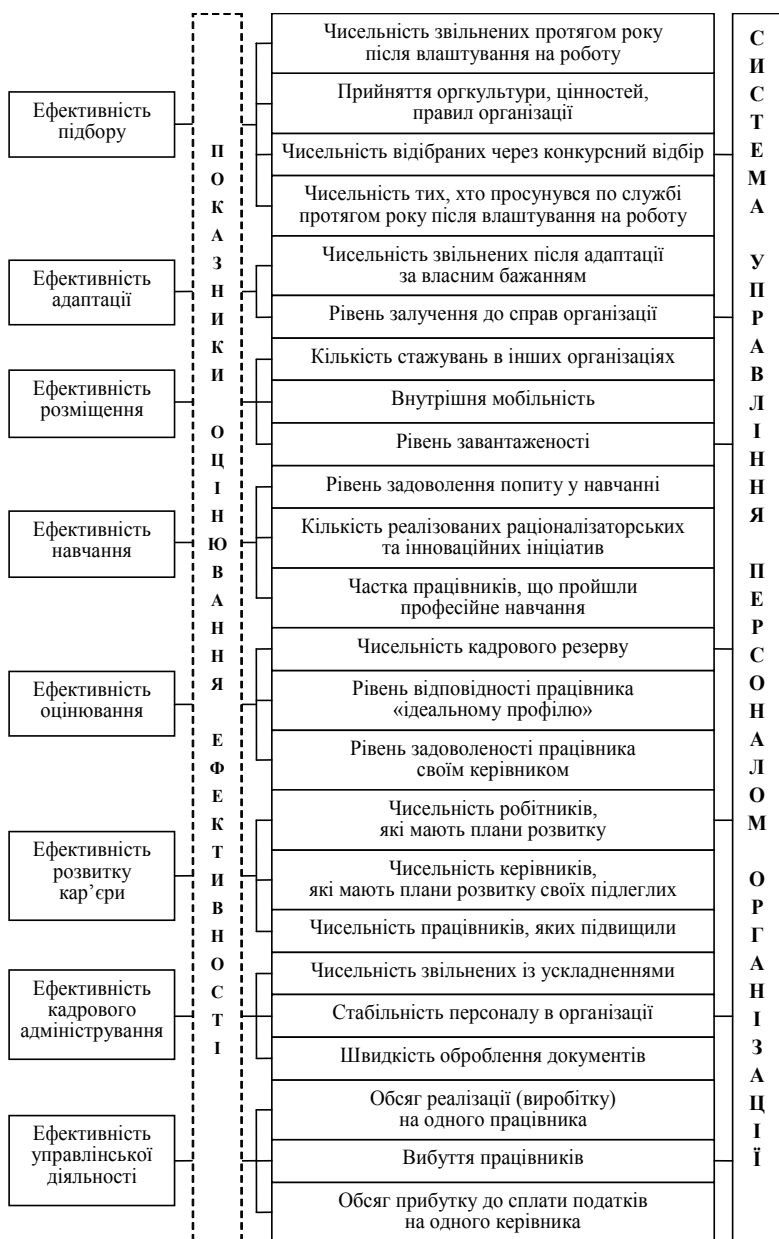 Ефективність
підбору
Ефективність
адаптації
Ефективність
розміщення
Ефективність
навчання
Ефективність
оцінювання
Ефективність
розвитку
кар’єри
Ефективність
кадрового
адміністрування
Ефективність
управлінської
діяльності
ПОКАЗНИКИ ОЦІНЮВАННЯ ЕФЕКТИВНОСТІ
Чисельність звільнених протягом року
після влаштування на роботу
Прийняття оргкультури, цінностей,
правил організації
Чисельність відібраних через конкурсний відбір
Чисельність тих, хто просунувся по службі
протягом року після влаштування на роботу
Чисельність звільнених після адаптації
за власним бажанням
Рівень залучення до справ організації
Кількість стажувань в інших організаціях
Внутрішня мобільність
Рівень завантаженості
Рівень задоволення попиту у навчанні
Кількість реалізованих раціоналізаторських
та інноваційних ініціатив
Частка працівників, що пройшли
професійне навчання
Чисельність кадрового резерву
Рівень відповідності працівника
«ідеальному профілю»
Рівень задоволеності працівника
своїм керівником
Чисельність робітників,
які мають плани розвитку
Чисельність керівників,
які мають плани розвитку своїх підлеглих
Чисельність працівників, яких підвищили
Чисельність звільнених із ускладненнями
Стабільність персоналу в організації
Швидкість оброблення документів
Обсяг реалізації (виробітку)
на одного працівника
Вибуття працівників
Обсяг прибутку до сплати податків
на одного керівника
СИСТЕМА УПРАВЛІННЯ ПЕРСОНАЛОМ ОРГАНІЗАЦІЇ